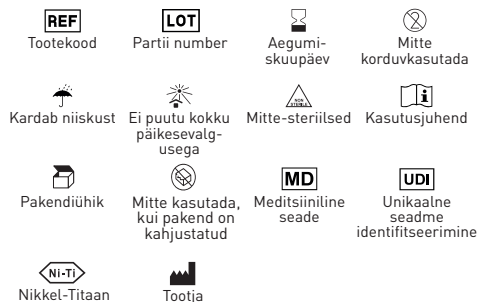 REF
LOT
Tootekood
Partii number
Aegumi-
skuupäev
Mitte
korduvkasutada
2
NON
STERILE
i
Kardab niiskust
Ei puutu kokku
päikesevalg-
usega
Mitte-steriilsed
Kasutusjuhend
MD
UDI
Pakendiühik
Mitte kasutada,
kui pakend on
kahjustatud
Meditsiiniline
seade
Unikaalne
seadme
identifitseerimine
Ni-Ti
Nikkel-Titaan
Tootja